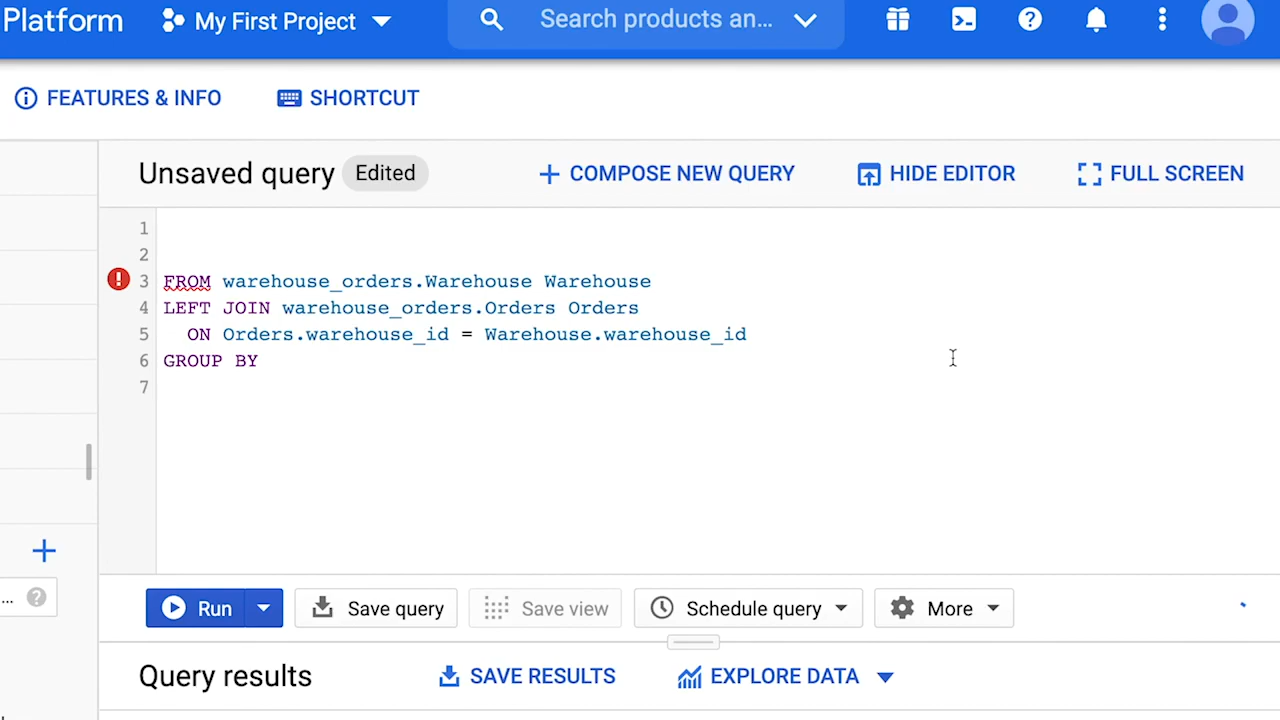 Platform My First Project Search products an...
FEATURES & INFO SHORTCUT
Unsaved query Edited COMPOSE NEW QUERY HIDE EDITOR FULL SCREEN
1
2
3 FROM warehouse_orders.Warehouse Warehouse
4 LEFT JOIN warehouse_orders.Orders Orders
5 ON Orders.warehouse_id = Warehouse.warehouse_id
6 GROUP BY
7
...
Run Save query Save view Schedule query More
Query results SAVE RESULTS EXPLORE DATA